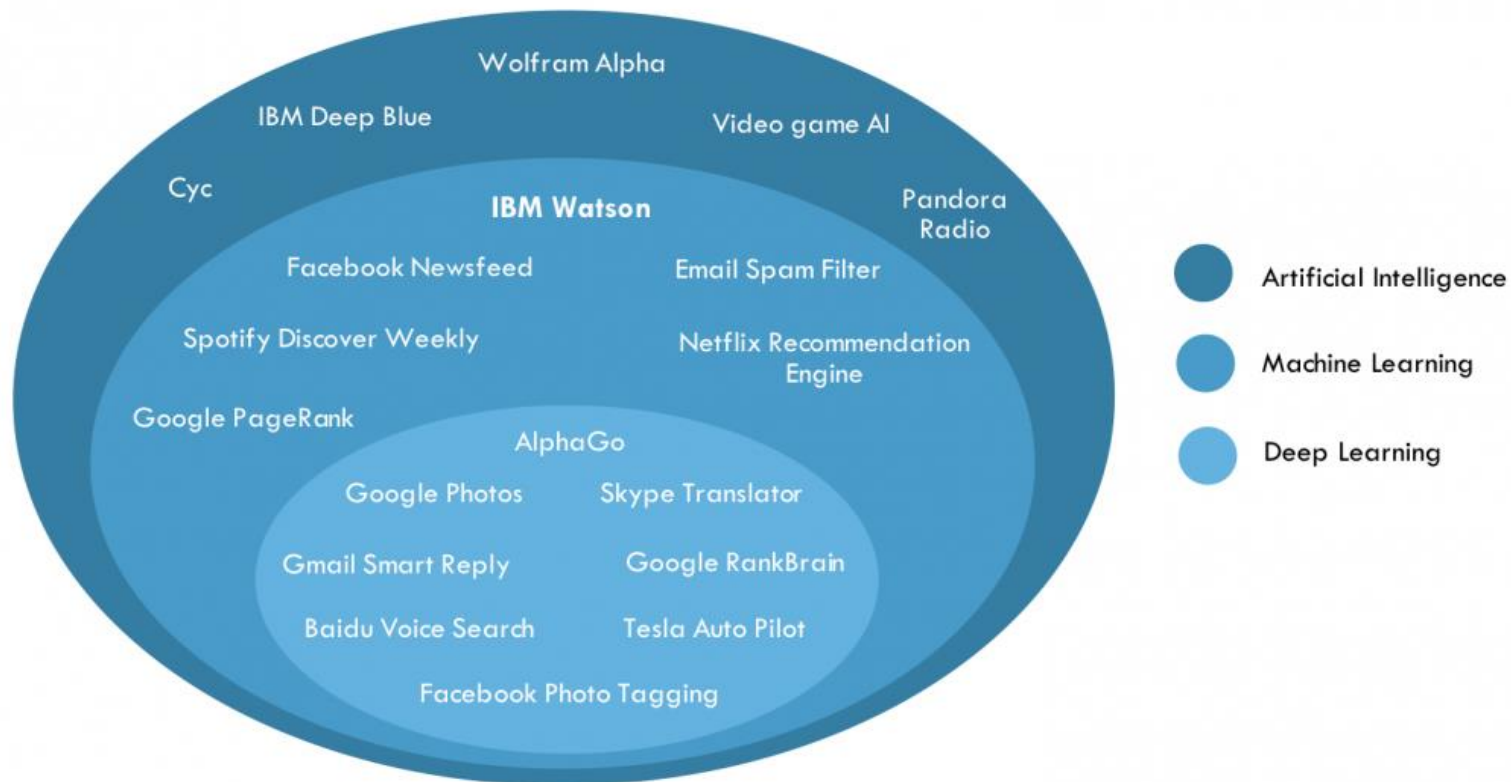 Wolfram Alpha
IBM Deep Blue
Video game AI
Cyc
Pandora
Radio
IBM Watson
Facebook Newsfeed
Email Spam Filter
Spotify Discover Weekly
Netflix Recommendation
Engine
Google PageRank
AlphaGo
Google Photos
Skype Translator
Gmail Smart Reply
Google RankBrain
Baidu Voice Search
Tesla Auto Pilot
Facebook Photo Tagging
Artificial Intelligence
Machine Learning
Deep Learning